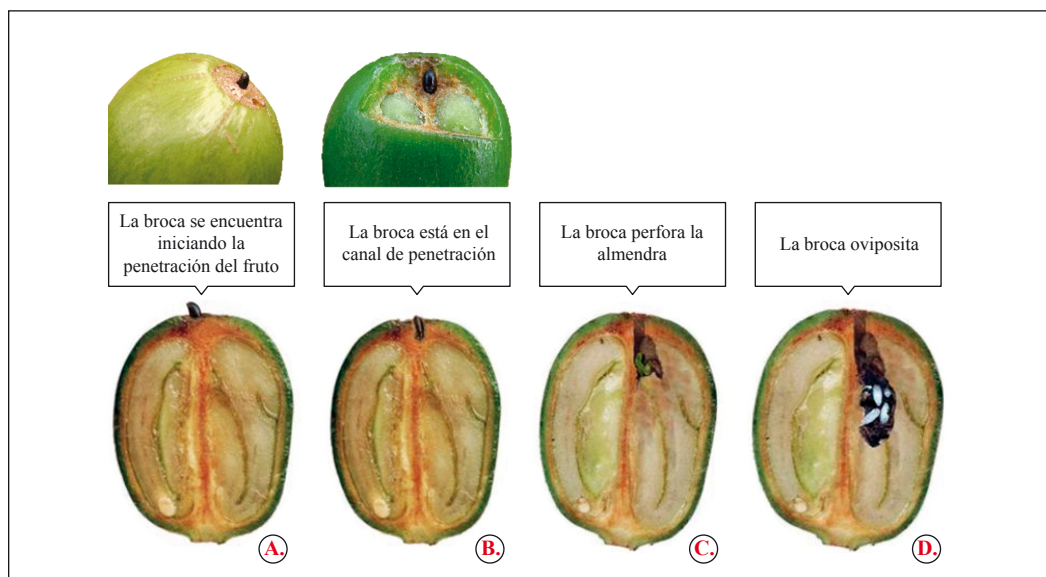 La broca se encuentra
iniciando la
penetración del fruto
La broca está en el
canal de penetración
La broca perfora la
almendra
La broca oviposita
A.
B.
C.
D.